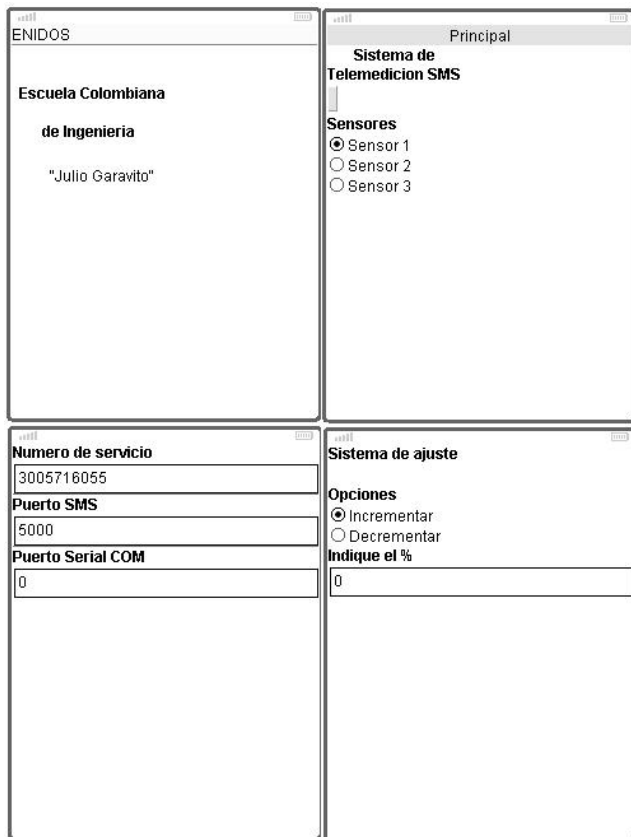 ENIDOS
Escuela Colombiana
de Ingenieria
"Julio Garavito"
Principal
Sistema de
Telemedicion SMS
Sensores
Sensor 1
Sensor 2
Sensor 3
Numero de servicio
3005716055
Puerto SMS
5000
Puerto Serial COM
0
Sistema de ajuste
Opciones
Incrementar
Decrementar
Indique el %
0